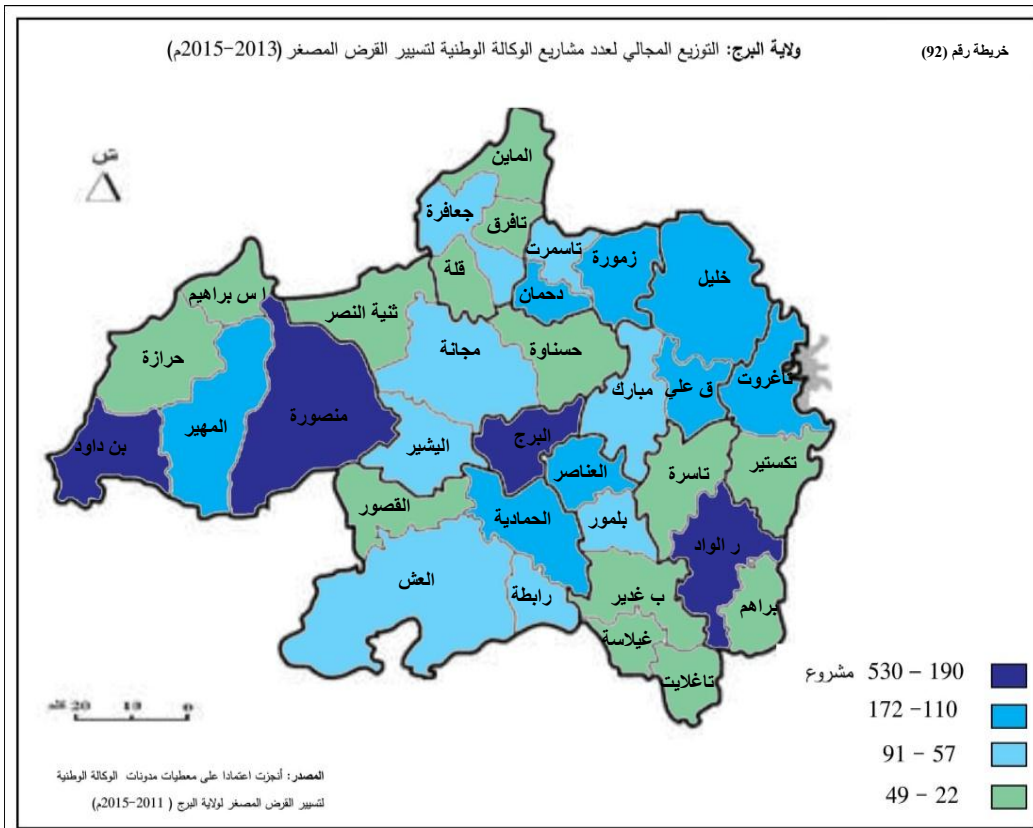 خريطة رقم (92)
ولاية البرج: التوزيع المجالي لعدد مشاريع الوكالة الوطنية لتسيير القرض المصغر (2013-2015م)
ش
الماين
جعافرة
تافرق
تاسمرت
زمورة
خليل
قلة
دحمان
ا س براهيم
ثنية النصر
مجانة
حسناوة
مبارك
ق علي
تاغروت
حرازة
المهير
منصورة
بن داود
اليشير
البرج
العناصر
تاسرة
تكستير
القصور
الحمادية
بلمور
ر الواد
العش
رابطة
ب غدير
براهم
غيلاسة
تاغلايت
190 – 530 مشروع
110 – 172
57 – 91
22 – 49
0 10 20 كلم
المصدر: أنجزت اعتمادا على معطيات مدونات الوكالة الوطنية
لتسيير القرض المصغر لولاية البرج ( 2011-2015م)